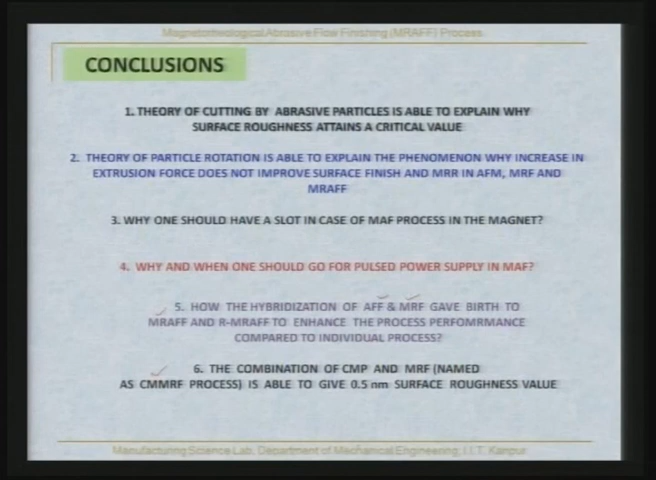 Magnetorheological Abrasive Flow Finishing (MRAFF) Process
CONCLUSIONS
1. THEORY OF CUTTING BY ABRASIVE PARTICLES IS ABLE TO EXPLAIN WHY
SURFACE ROUGHNESS ATTAINS A CRITICAL VALUE
2. THEORY OF PARTICLE ROTATION IS ABLE TO EXPLAIN THE PHENOMENON WHY INCREASE IN
EXTRUSION FORCE DOES NOT IMPROVE SURFACE FINISH AND MRR IN AFM, MRF AND
MRAFF
3. WHY ONE SHOULD HAVE A SLOT IN CASE OF MAF PROCESS IN THE MAGNET?
4. WHY AND WHEN ONE SHOULD GO FOR PULSED POWER SUPPLY IN MAF?
5. HOW THE HYBRIDIZATION OF AFF & MRF GAVE BIRTH TO
MRAFF AND R-MRAFF TO ENHANCE THE PROCESS PERFOMRMANCE
COMPARED TO INDIVIDUAL PROCESS?
6. THE COMBINATION OF CMP AND MRF (NAMED
AS CMMRF PROCESS) IS ABLE TO GIVE 0.5 nm SURFACE ROUGHNESS VALUE
Manufacturing Science Lab, Department of Mechanical Engineering, I.I.T. Kanpur